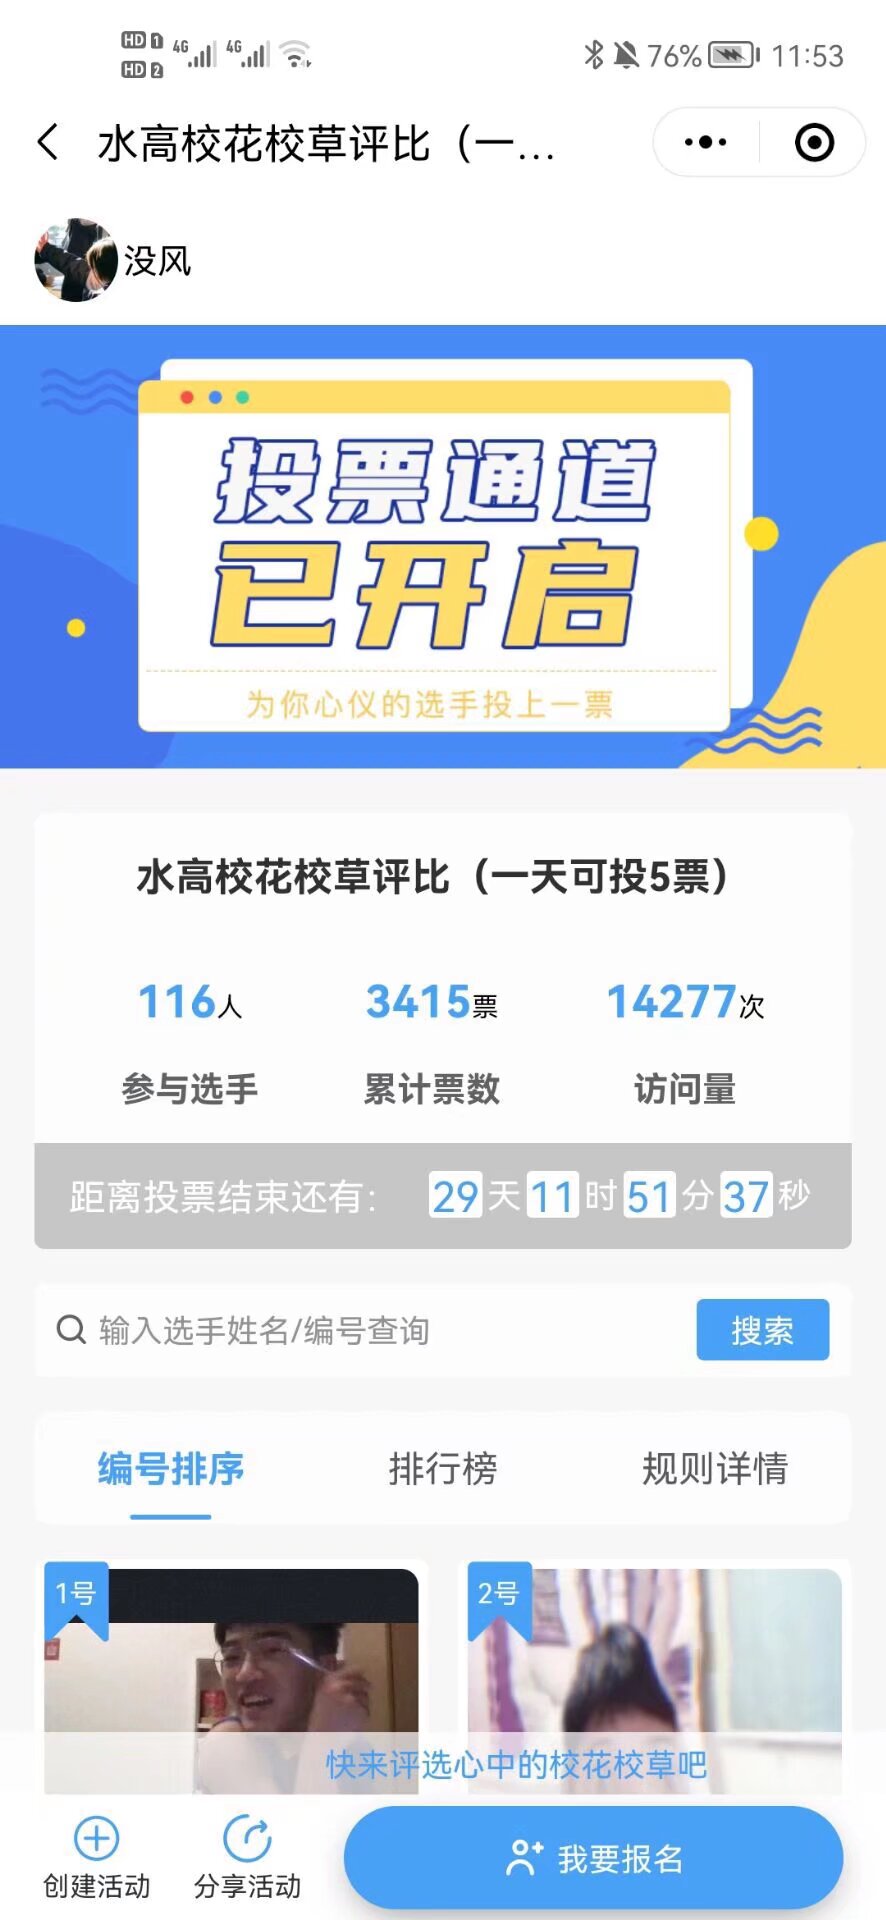 HD 1 4G 4G
HD 2
76% 11:53
水高校花校草评比（一...
没风
投票通道
已开启
为你心仪的选手投上一票
水高校花校草评比（一天可投5票）
116人 3415票 14277次
参与选手 累计票数 访问量
距离投票结束还有： 29天11时51分37秒
输入选手姓名/编号查询 搜索
编号排序 排行榜 规则详情
1号 2号
快来评选心中的校花校草吧
创建活动 分享活动 我要报名